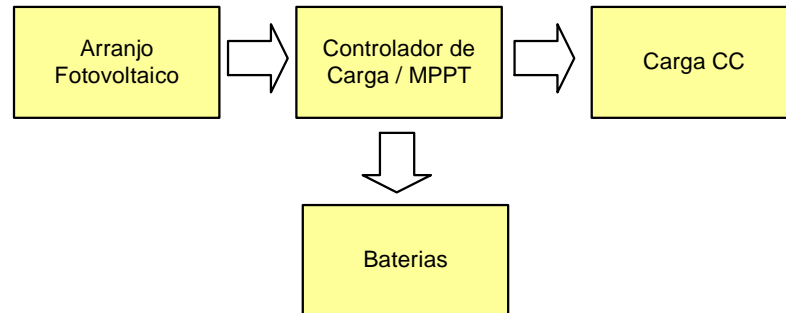 Arranjo
Fotovoltaico
Controlador de
Carga / MPPT
Carga CC
Baterias